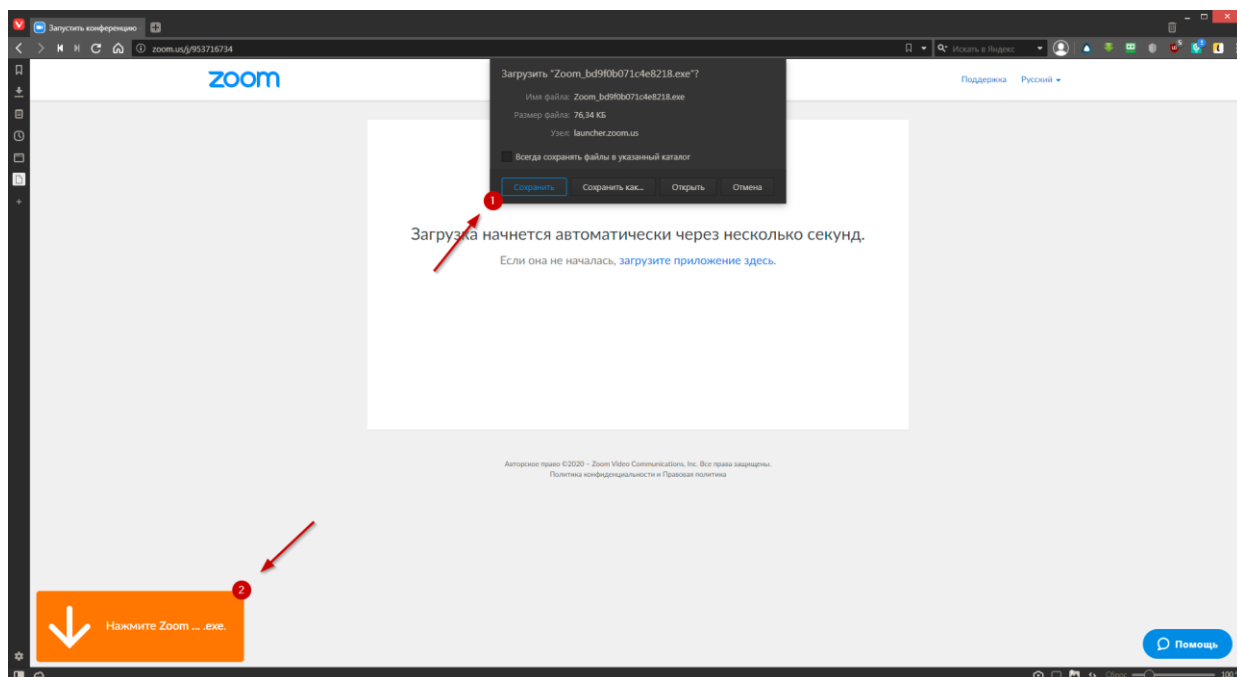 Запустить конференцию
zoom.us/j/953716734
Искать в Яндекс
zoom
Поддержка
Русский
Загрузить "Zoom_bd9f0b071c4e8218.exe"?
Имя файла: Zoom_bd9f0b071c4e8218.exe
Размер файла: 76,34 КБ
Узел: launcher.zoom.us
Всегда сохранять файлы в указанный каталог
Сохранить
Сохранить как...
Открыть
Отмена
1
Загрузка начнется автоматически через несколько секунд.
Если она не началась, загрузите приложение здесь.
Авторское право ©2020 – Zoom Video Communications, Inc. Все права защищены.
Политика конфиденциальности и Правовая политика
2
Нажмите Zoom ... .exe.
Помощь
Сброс